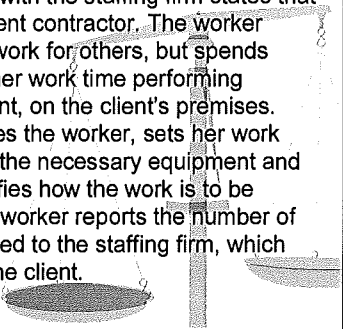 with the staffing firm states that
ent contractor. The worker
work for others, but spends
ner work time performing
nt, on the client's premises.
es the worker, sets her work
the necessary equipment and
fies how the work is to be
worker reports the number of
ed to the staffing firm, which
ne client.